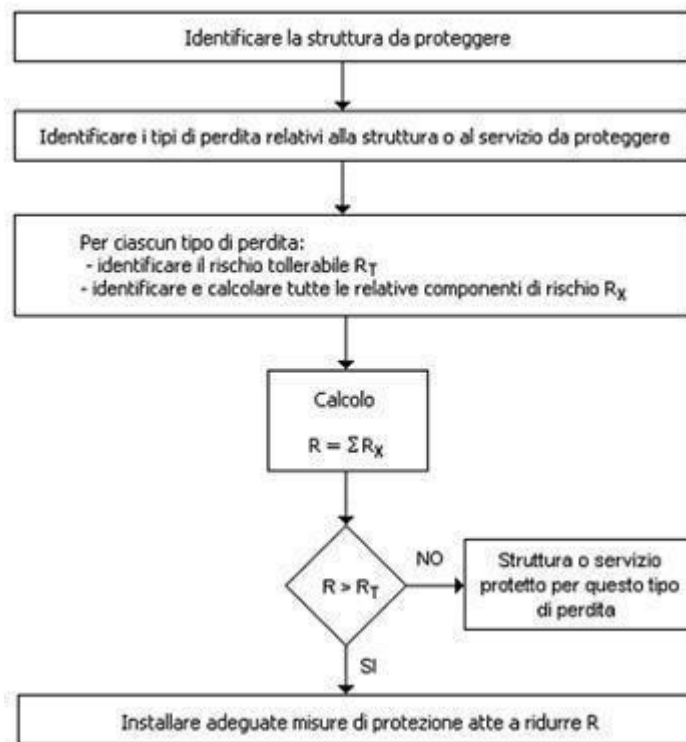 Identificare la struttura da proteggere
Identificare i tipi di perdita relativi alla struttura o al servizio da proteggere
Per ciascun tipo di perdita:
- identificare il rischio tollerabile RT
- identificare e calcolare tutte le relative componenti di rischio RX
Calcolo
R = ΣRX
R > RT
NO
Struttura o servizio
protetto per questo tipo
di perdita
SI
Installare adeguate misure di protezione atte a ridurre R